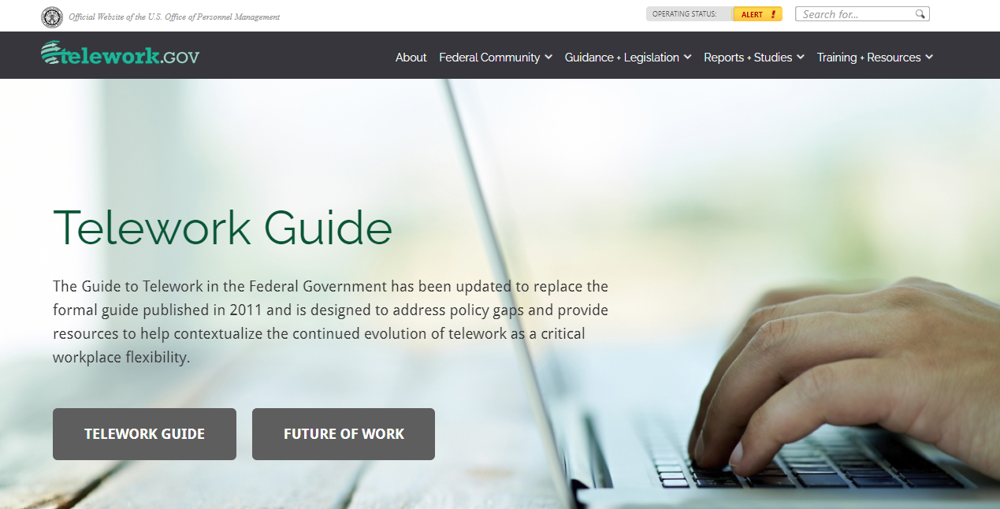 Official Website of the U.S. Office of Personnel Management
OPERATING STATUS:
ALERT !
Search for...
telework.GOV
About
Federal Community
Guidance + Legislation
Reports + Studies
Training + Resources
Telework Guide
The Guide to Telework in the Federal Government has been updated to replace the
formal guide published in 2011 and is designed to address policy gaps and provide
resources to help contextualize the continued evolution of telework as a critical
workplace flexibility.
TELEWORK GUIDE
FUTURE OF WORK